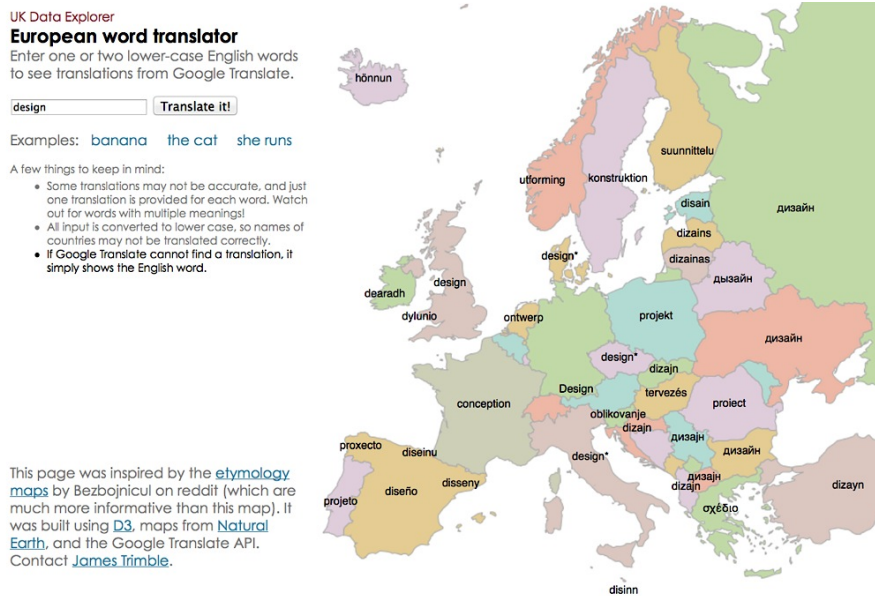 UK Data Explorer
European word translator
Enter one or two lower-case English words
to see translations from Google Translate.
design
Translate it!
Examples: banana the cat she runs
A few things to keep in mind:
• Some translations may not be accurate, and just
one translation is provided for each word. Watch
out for words with multiple meanings!
• All input is converted to lower case, so names of
countries may not be translated correctly.
• If Google Translate cannot find a translation, it
simply shows the English word.
This page was inspired by the etymology
maps by Bezbojnicul on reddit (which are
much more informative than this map). It
was built using D3, maps from Natural
Earth, and the Google Translate API.
Contact James Trimble.
hönnun
suunnittelu
utforming
konstruktion
disain
дизайн
dizains
design*
dizainas
дызайн
design
dearadh
dylunio
ontwerp
projekt
дизайн
design*
dizajn
Design
tervezés
conception
proiect
oblikovanje
dizajn
дизајн
proxecto
diseinu
дизайн
design*
disseny
diseño
projeto
дизајн
dizajn
dizayn
σχέδιο
disinn